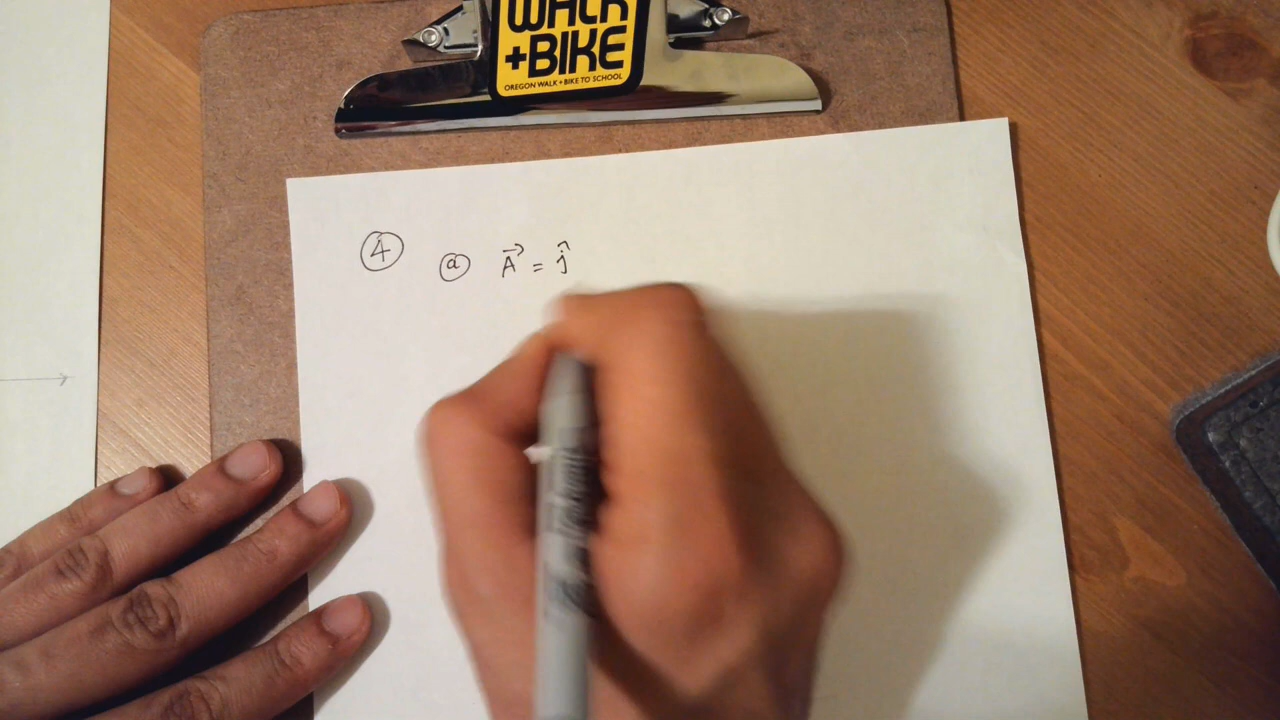 WALK
+BIKE
OREGON WALK+BIKE TO SCHOOL
④ ⓐ A⃗ = ĵ